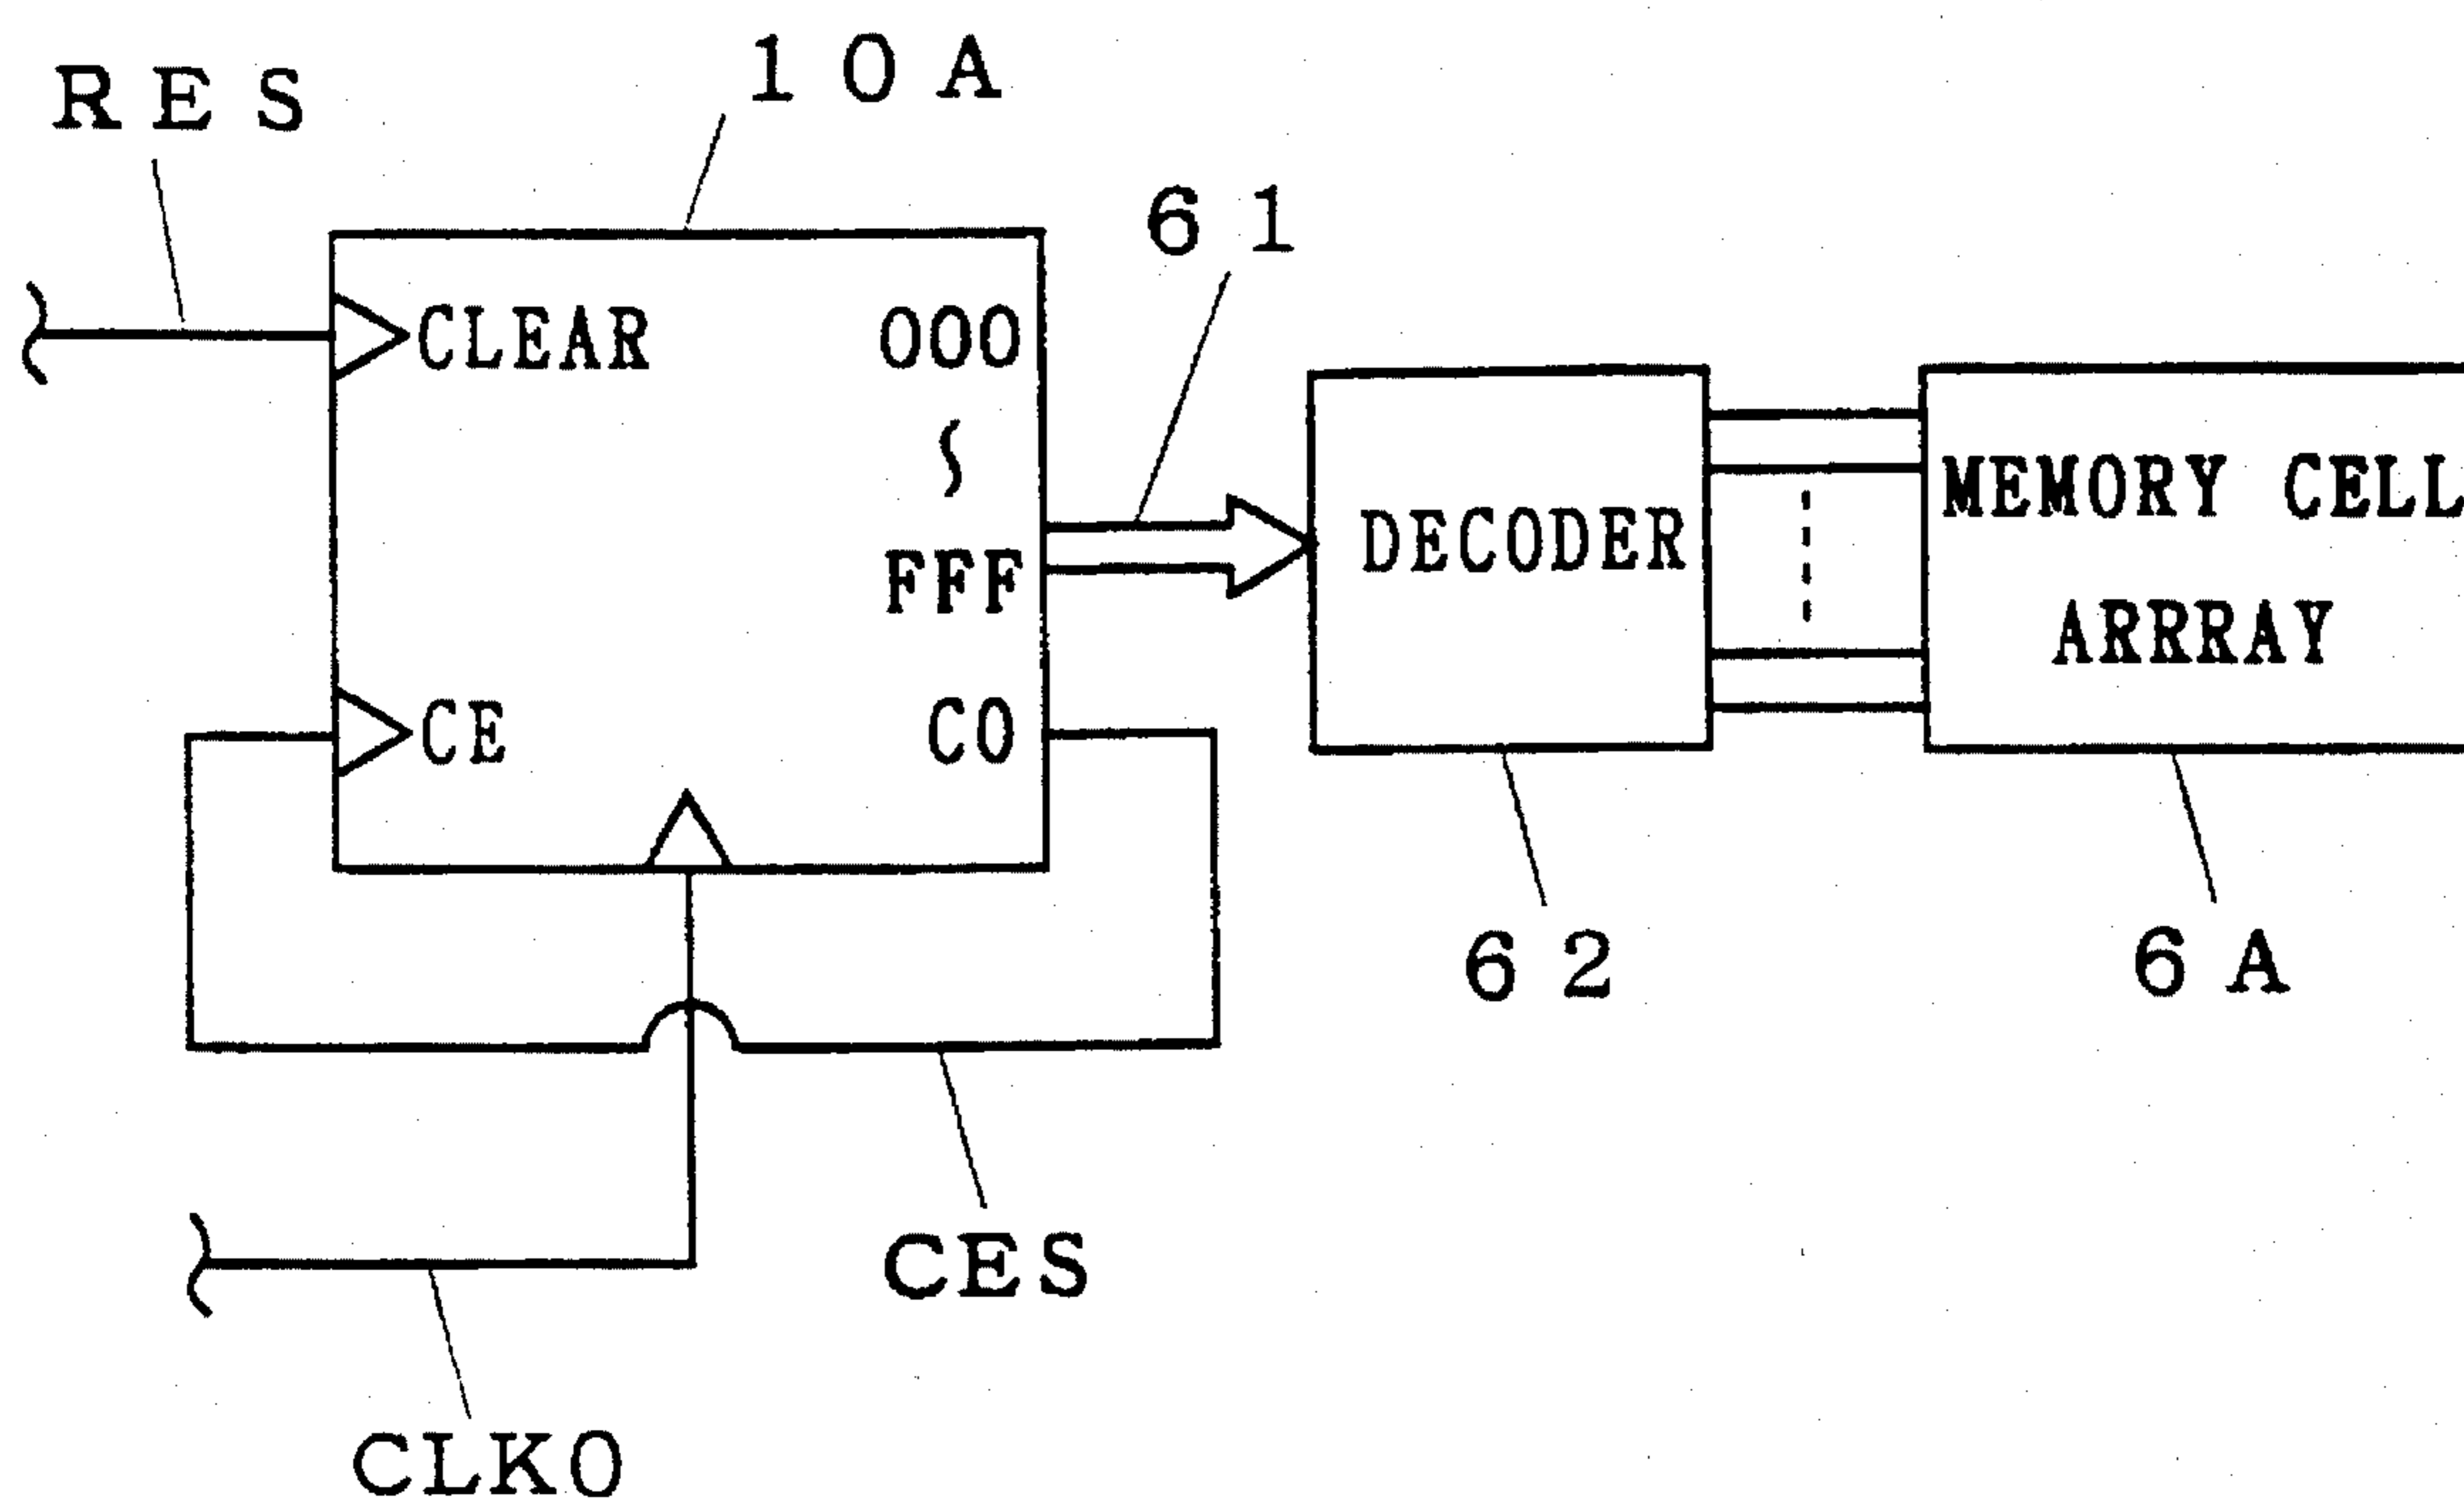 RES
10A
61
CLEAR
000
FFF
CE
CO
DECODER
MEMORY CELL
ARRRAY
62
6A
CES
CLK0